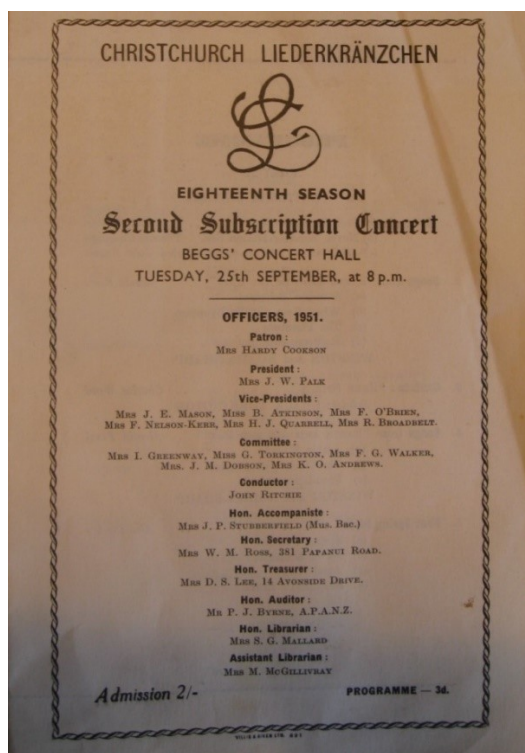 CHRISTCHURCH LIEDERKRÄNZCHEN
EIGHTEENTH SEASON
Second Subscription Concert
BEGGS' CONCERT HALL
TUESDAY, 25th SEPTEMBER, at 8 p.m.
OFFICERS, 1951.
Patron :
MRS HARDY COOKSON
President :
MRS J. W. PALK
Vice-Presidents :
MRS J. E. MASON, MISS B. ATKINSON, MRS F. O'BRIEN,
MRS F. NELSON-KERR, MRS H. J. QUARRELL, MRS R. BROADBELT.
Committee :
MRS I. GREENWAY, MISS G. TORKINGTON, MRS F. G. WALKER,
MRS. J. M. DOBSON, MRS K. O. ANDREWS.
Conductor :
JOHN RITCHIE
Hon. Accompaniste :
MRS J. P. STUBBERFIELD (Mus. Bac.)
Hon. Secretary :
MRS W. M. ROSS, 381 PAPANUI ROAD.
Hon. Treasurer :
MRS D. S. LEE, 14 AVONSIDE DRIVE.
Hon. Auditor :
MR P. J. BYRNE, A.P.A.N.Z.
Hon. Librarian :
MRS S. G. MALLARD
Assistant Librarian :
MRS M. MCGILLIVRAY
Admission 2/- PROGRAMME — 3d.